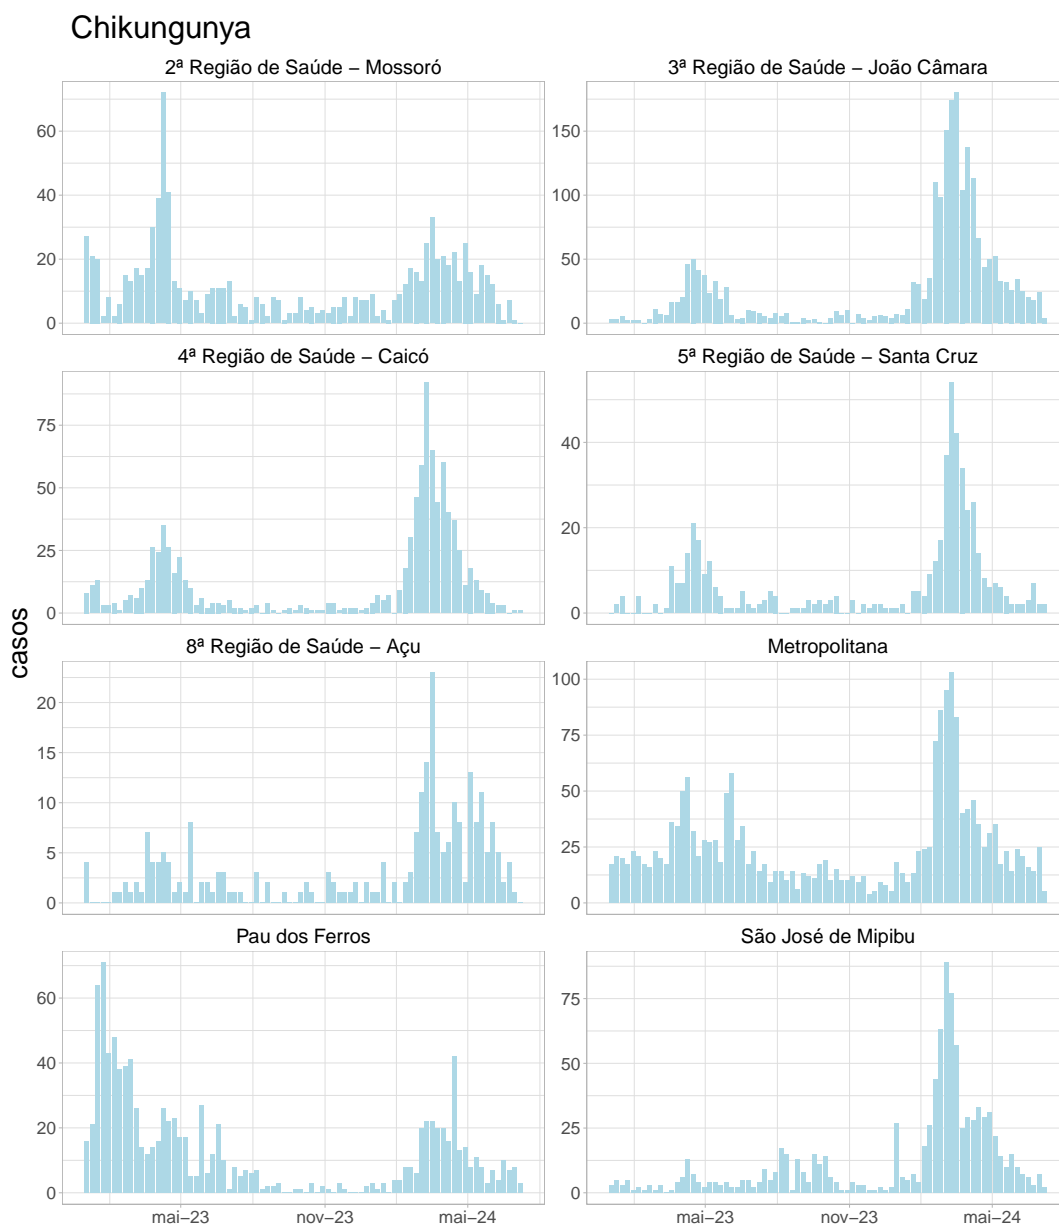 Chikungunya
2ª Região de Saúde − Mossoró
3ª Região de Saúde − João Câmara
60
40
20
0
150
100
50
0
4ª Região de Saúde − Caicó
5ª Região de Saúde − Santa Cruz
75
50
25
0
40
20
0
casos
8ª Região de Saúde − Açu
Metropolitana
20
15
10
5
0
100
75
50
25
0
Pau dos Ferros
São José de Mipibu
60
40
20
0
75
50
25
0
mai−23 nov−23 mai−24
mai−23 nov−23 mai−24